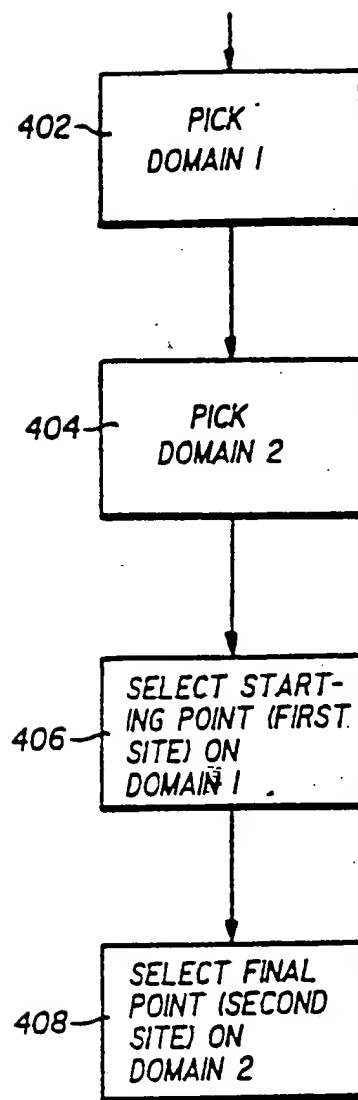 402
PICK
DOMAIN 1
404
PICK
DOMAIN 2
406
SELECT START-
ING POINT (FIRST
SITE) ON
DOMAIN 1
408
SELECT FINAL
POINT (SECOND
SITE) ON
DOMAIN 2